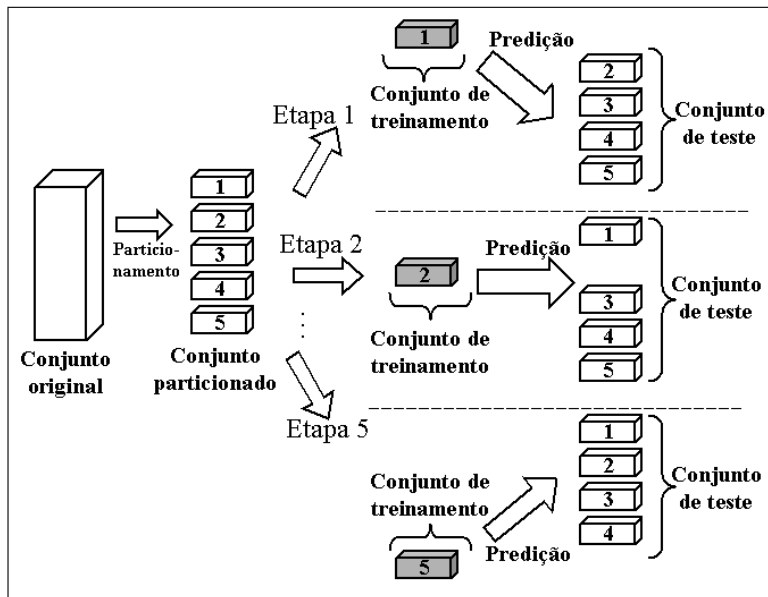 Conjunto
original
Particio-
namento
1
2
3
4
5
Conjunto
particionado
Etapa 1
1
Conjunto de
treinamento
Predição
2
3
4
5
Conjunto
de teste
Etapa 2
2
Conjunto de
treinamento
Predição
1
3
4
5
Conjunto
de teste
Etapa 5
Conjunto de
treinamento
5
Predição
1
2
3
4
Conjunto
de teste